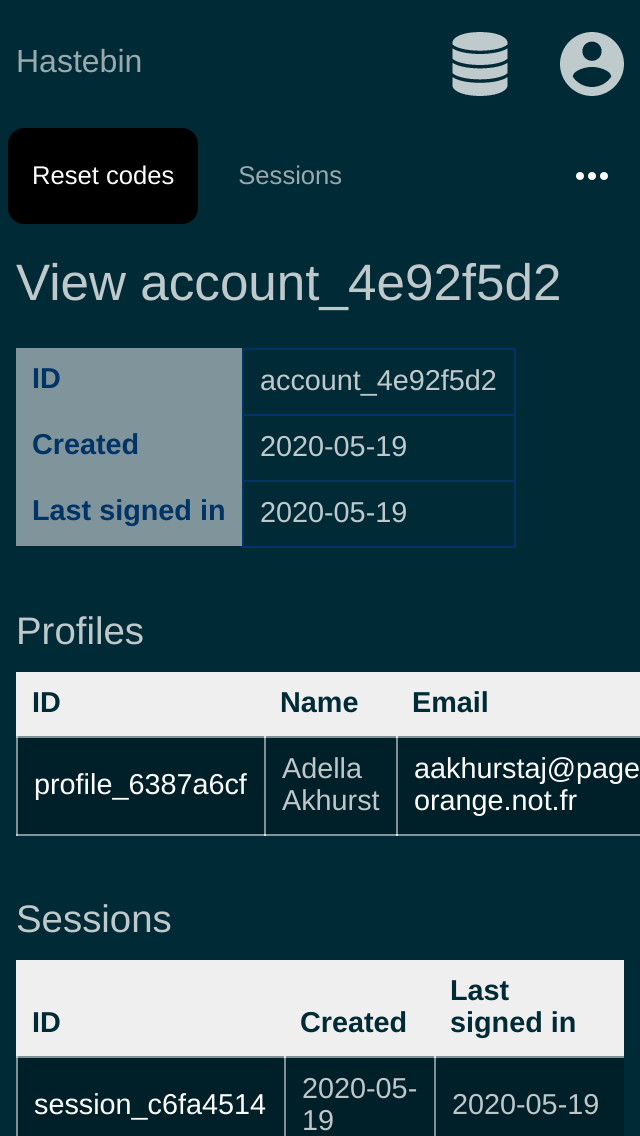 Hastebin
Reset codes
Sessions
View account_4e92f5d2
ID
account_4e92f5d2
Created
2020-05-19
Last signed in
2020-05-19
Profiles
ID
Name
Email
profile_6387a6cf
Adella
Akhurst
aakhurstaj@page
orange.not.fr
Sessions
ID
Created
Last
signed in
session_c6fa4514
2020-05-
19
2020-05-19